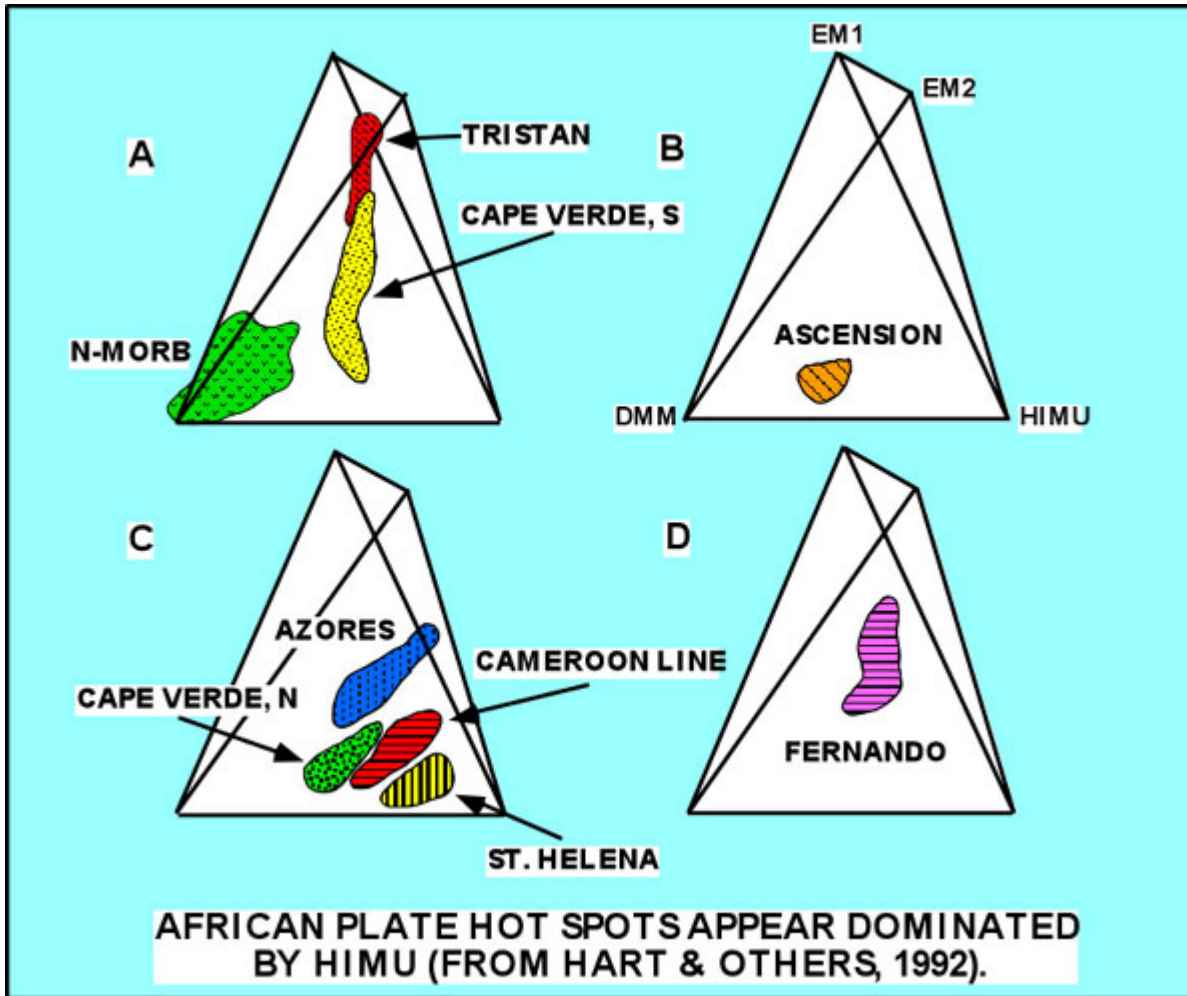 EM1
EM2
A
TRISTAN
B
CAPE VERDE, S
N-MORB
ASCENSION
DMM
HIMU
C
D
AZORES
CAMEROON LINE
CAPE VERDE, N
FERNANDO
ST. HELENA
AFRICAN PLATE HOT SPOTS APPEAR DOMINATED
BY HIMU (FROM HART & OTHERS, 1992).